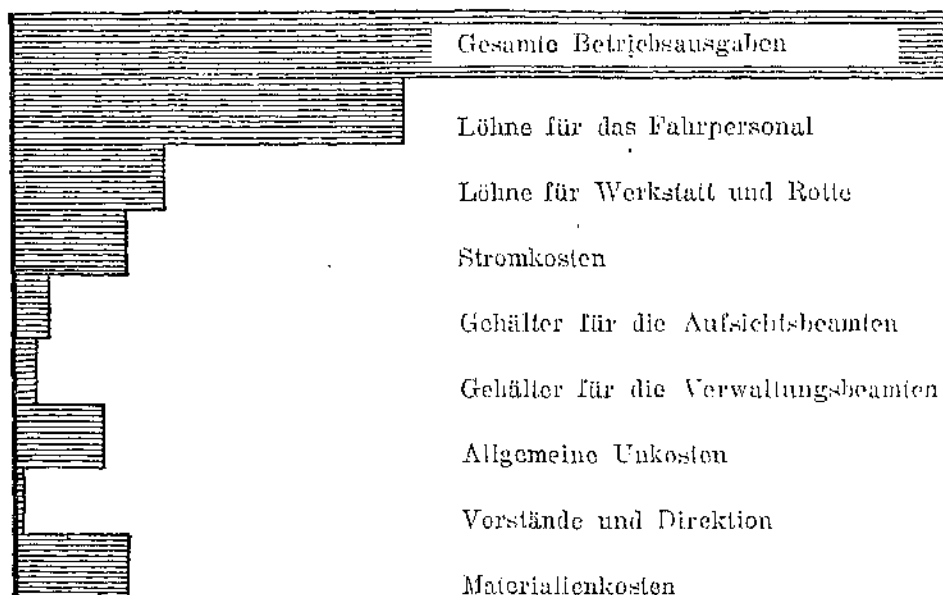 Gesamte Betriebsausgaben
Löhne für das Fahrpersonal
Löhne für Werkstatt und Rotte
Stromkosten
Gehälter für die Aufsichtsbeamten
Gehälter für die Verwaltungsbeamten
Allgemeine Unkosten
Vorstände und Direktion
Materialienkosten